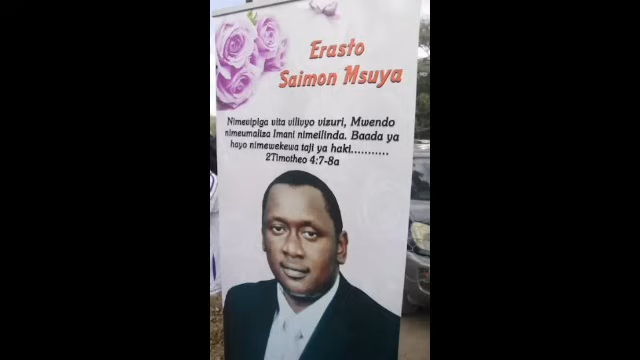 Erasto
Saimon Msuya
Nimevipiga vita vilivyo vizuri, Mwendo
nimeumaliza Imani nimeilinda. Baada ya
hayo nimewekewa taji ya haki...........
2Timotheo 4:7-8a